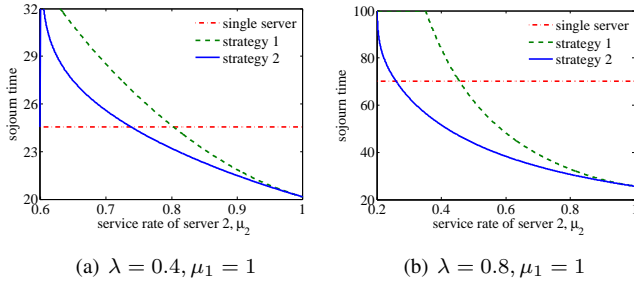 32
28
24
20
sojourn time
single server
strategy 1
strategy 2
0.6 0.7 0.8 0.9 1
service rate of server 2, μ₂
(a) λ = 0.4, μ₁ = 1
100
80
60
40
20
sojourn time
single server
strategy 1
strategy 2
0.2 0.4 0.6 0.8 1
service rate of server 2, μ₂
(b) λ = 0.8, μ₁ = 1